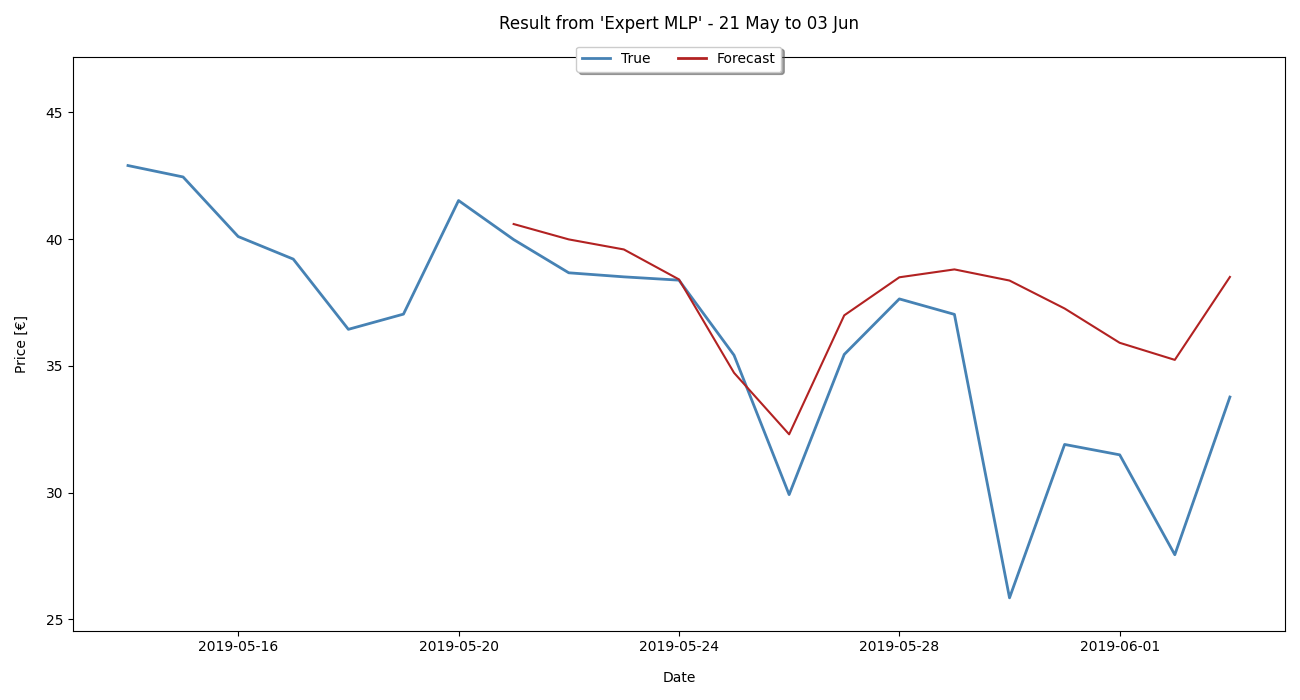 Result from 'Expert MLP' - 21 May to 03 Jun
True Forecast
45
40
35
30
25
Price [€]
2019-05-16 2019-05-20 2019-05-24 2019-05-28 2019-06-01
Date